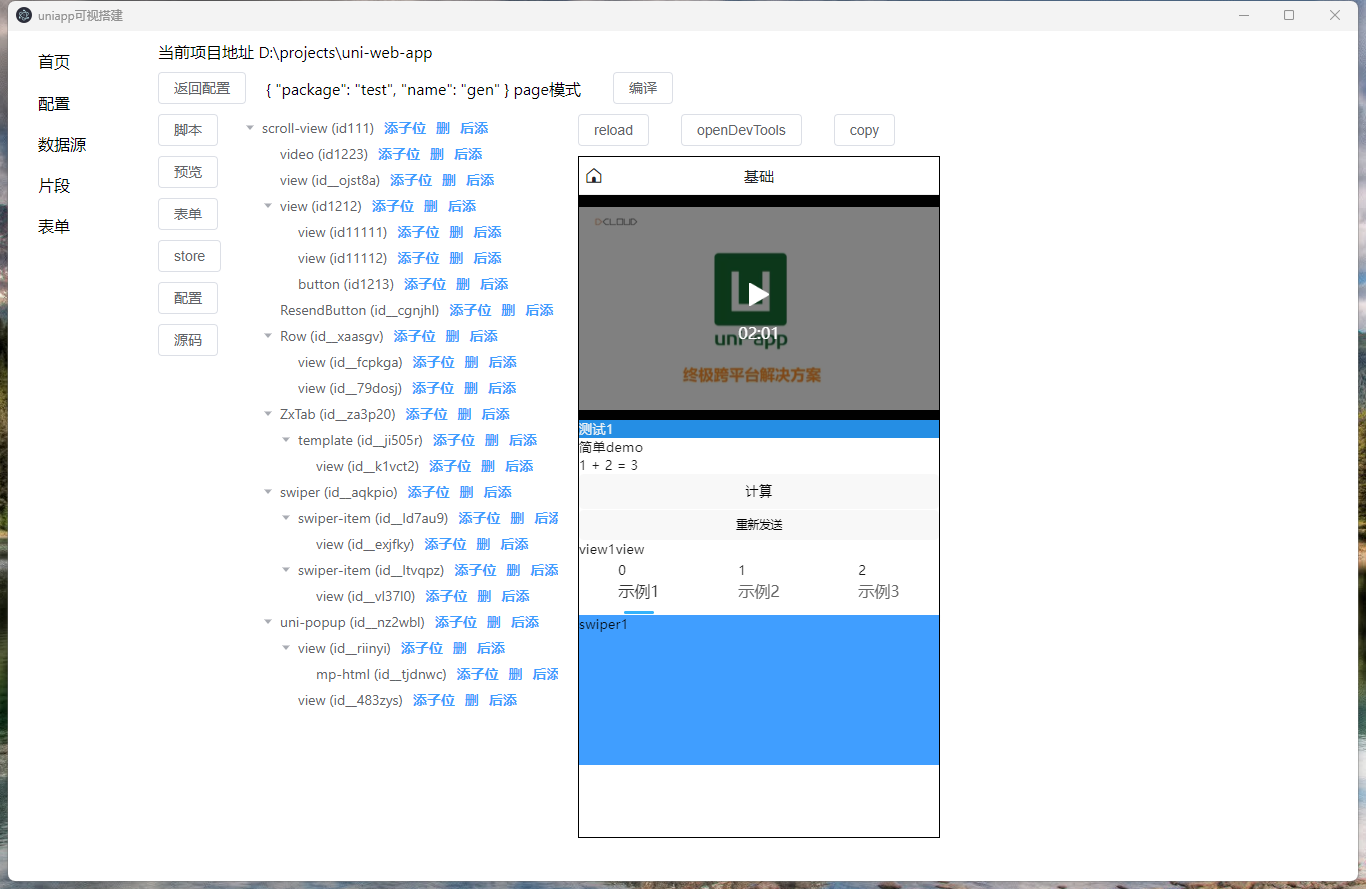 uniapp可视搭建
首页
配置
数据源
片段
表单
当前项目地址 D:\projects\uni-web-app
返回配置
{ "package": "test", "name": "gen" } page模式
编译
脚本
预览
表单
store
配置
源码
scroll-view (id111) 添子位 删 后添
video (id1223) 添子位 删 后添
view (id__ojst8a) 添子位 删 后添
view (id1212) 添子位 删 后添
view (id11111) 添子位 删 后添
view (id11112) 添子位 删 后添
button (id1213) 添子位 删 后添
ResendButton (id__cgnjhl) 添子位 删 后添
Row (id__xaasgv) 添子位 删 后添
view (id__fcpkga) 添子位 删 后添
view (id__79dosj) 添子位 删 后添
ZxTab (id__za3p20) 添子位 删 后添
template (id__ji505r) 添子位 删 后添
view (id__k1vct2) 添子位 删 后添
swiper (id__aqkpio) 添子位 删 后添
swiper-item (id__ld7au9) 添子位 删 后添
view (id__exjfky) 添子位 删 后添
swiper-item (id__ltvqpz) 添子位 删 后添
view (id__vl37l0) 添子位 删 后添
uni-popup (id__nz2wbl) 添子位 删 后添
view (id__riinyi) 添子位 删 后添
mp-html (id__tjdnwc) 添子位 删 后添
view (id__483zys) 添子位 删 后添
reload
openDevTools
copy
基础
DCLOUD
02:01
uni-app
终极跨平台解决方案
测试1
简单demo
1 + 2 = 3
计算
重新发送
view1view
0 1 2
示例1 示例2 示例3
swiper1